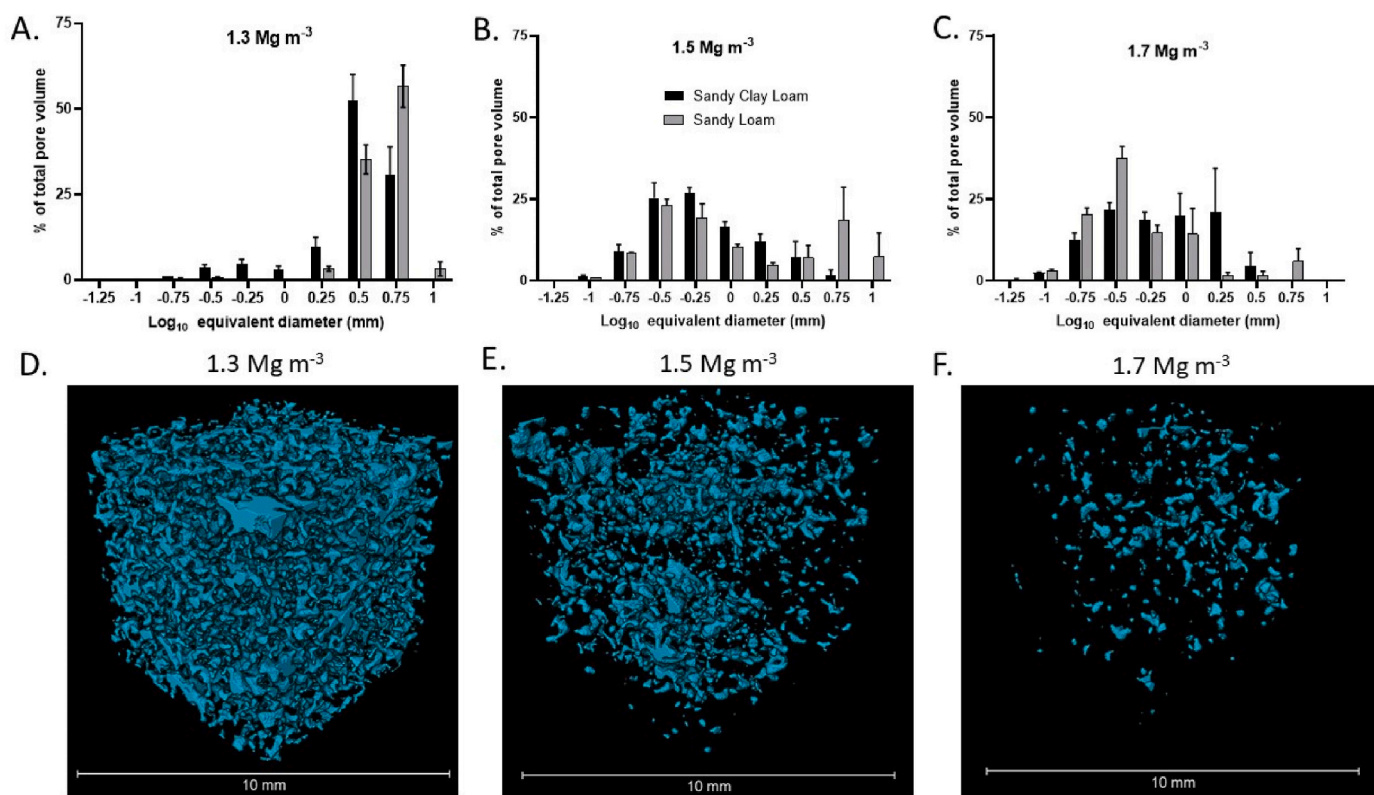 A.
1.3 Mg m⁻³
75
50
25
0
% of total pore volume
-1.25 -1 -0.75 -0.5 -0.25 0 0.25 0.5 0.75 1
Log₁₀ equivalent diameter (mm)
B.
1.5 Mg m⁻³
75
50
25
0
% of total pore volume
Sandy Clay Loam
Sandy Loam
-1.25 -1 -0.75 -0.5 -0.25 0 0.25 0.5 0.75 1
Log₁₀ equivalent diameter (mm)
C.
1.7 Mg m⁻³
75
50
25
0
% of total pore volume
-1.25 -1 -0.75 -0.5 -0.25 0 0.25 0.5 0.75 1
Log₁₀ equivalent diameter (mm)
D.
1.3 Mg m⁻³
10 mm
E.
1.5 Mg m⁻³
10 mm
F.
1.7 Mg m⁻³
10 mm